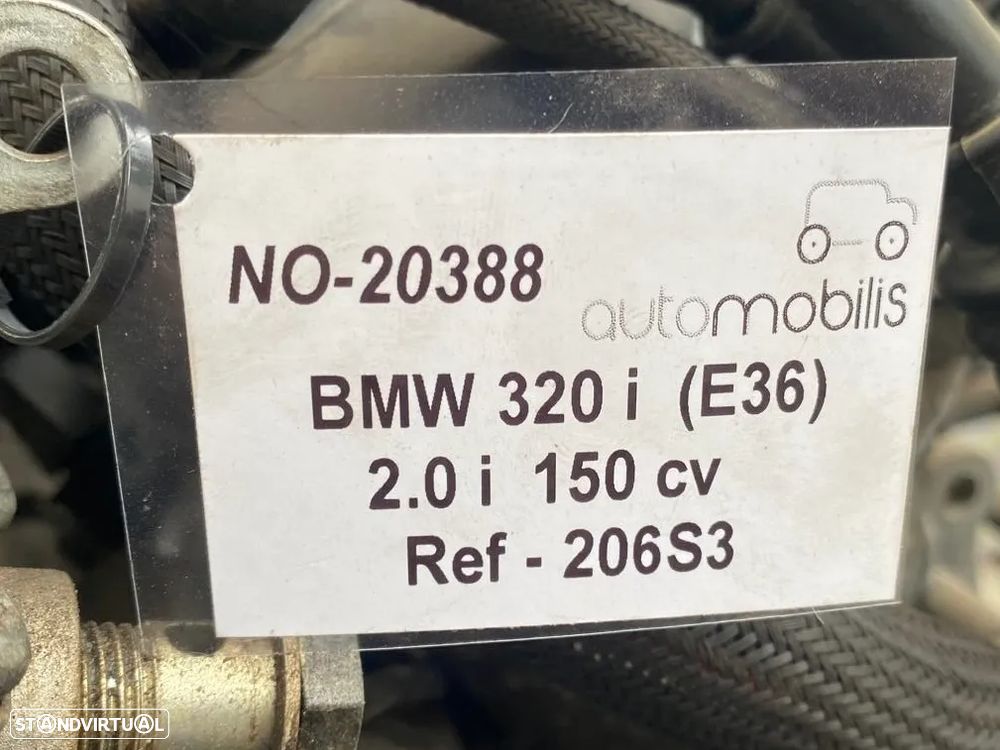 NO-20388
automobilis
BMW 320 i (E36)
2.0 i 150 cv
Ref - 206S3
STANDVIRTUAL